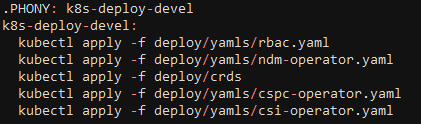 .PHONY: k8s-deploy-devel
k8s-deploy-devel:
  kubectl apply -f deploy/yamls/rbac.yaml
  kubectl apply -f deploy/yamls/ndm-operator.yaml
  kubectl apply -f deploy/crds
  kubectl apply -f deploy/yamls/cspc-operator.yaml
  kubectl apply -f deploy/yamls/csi-operator.yaml